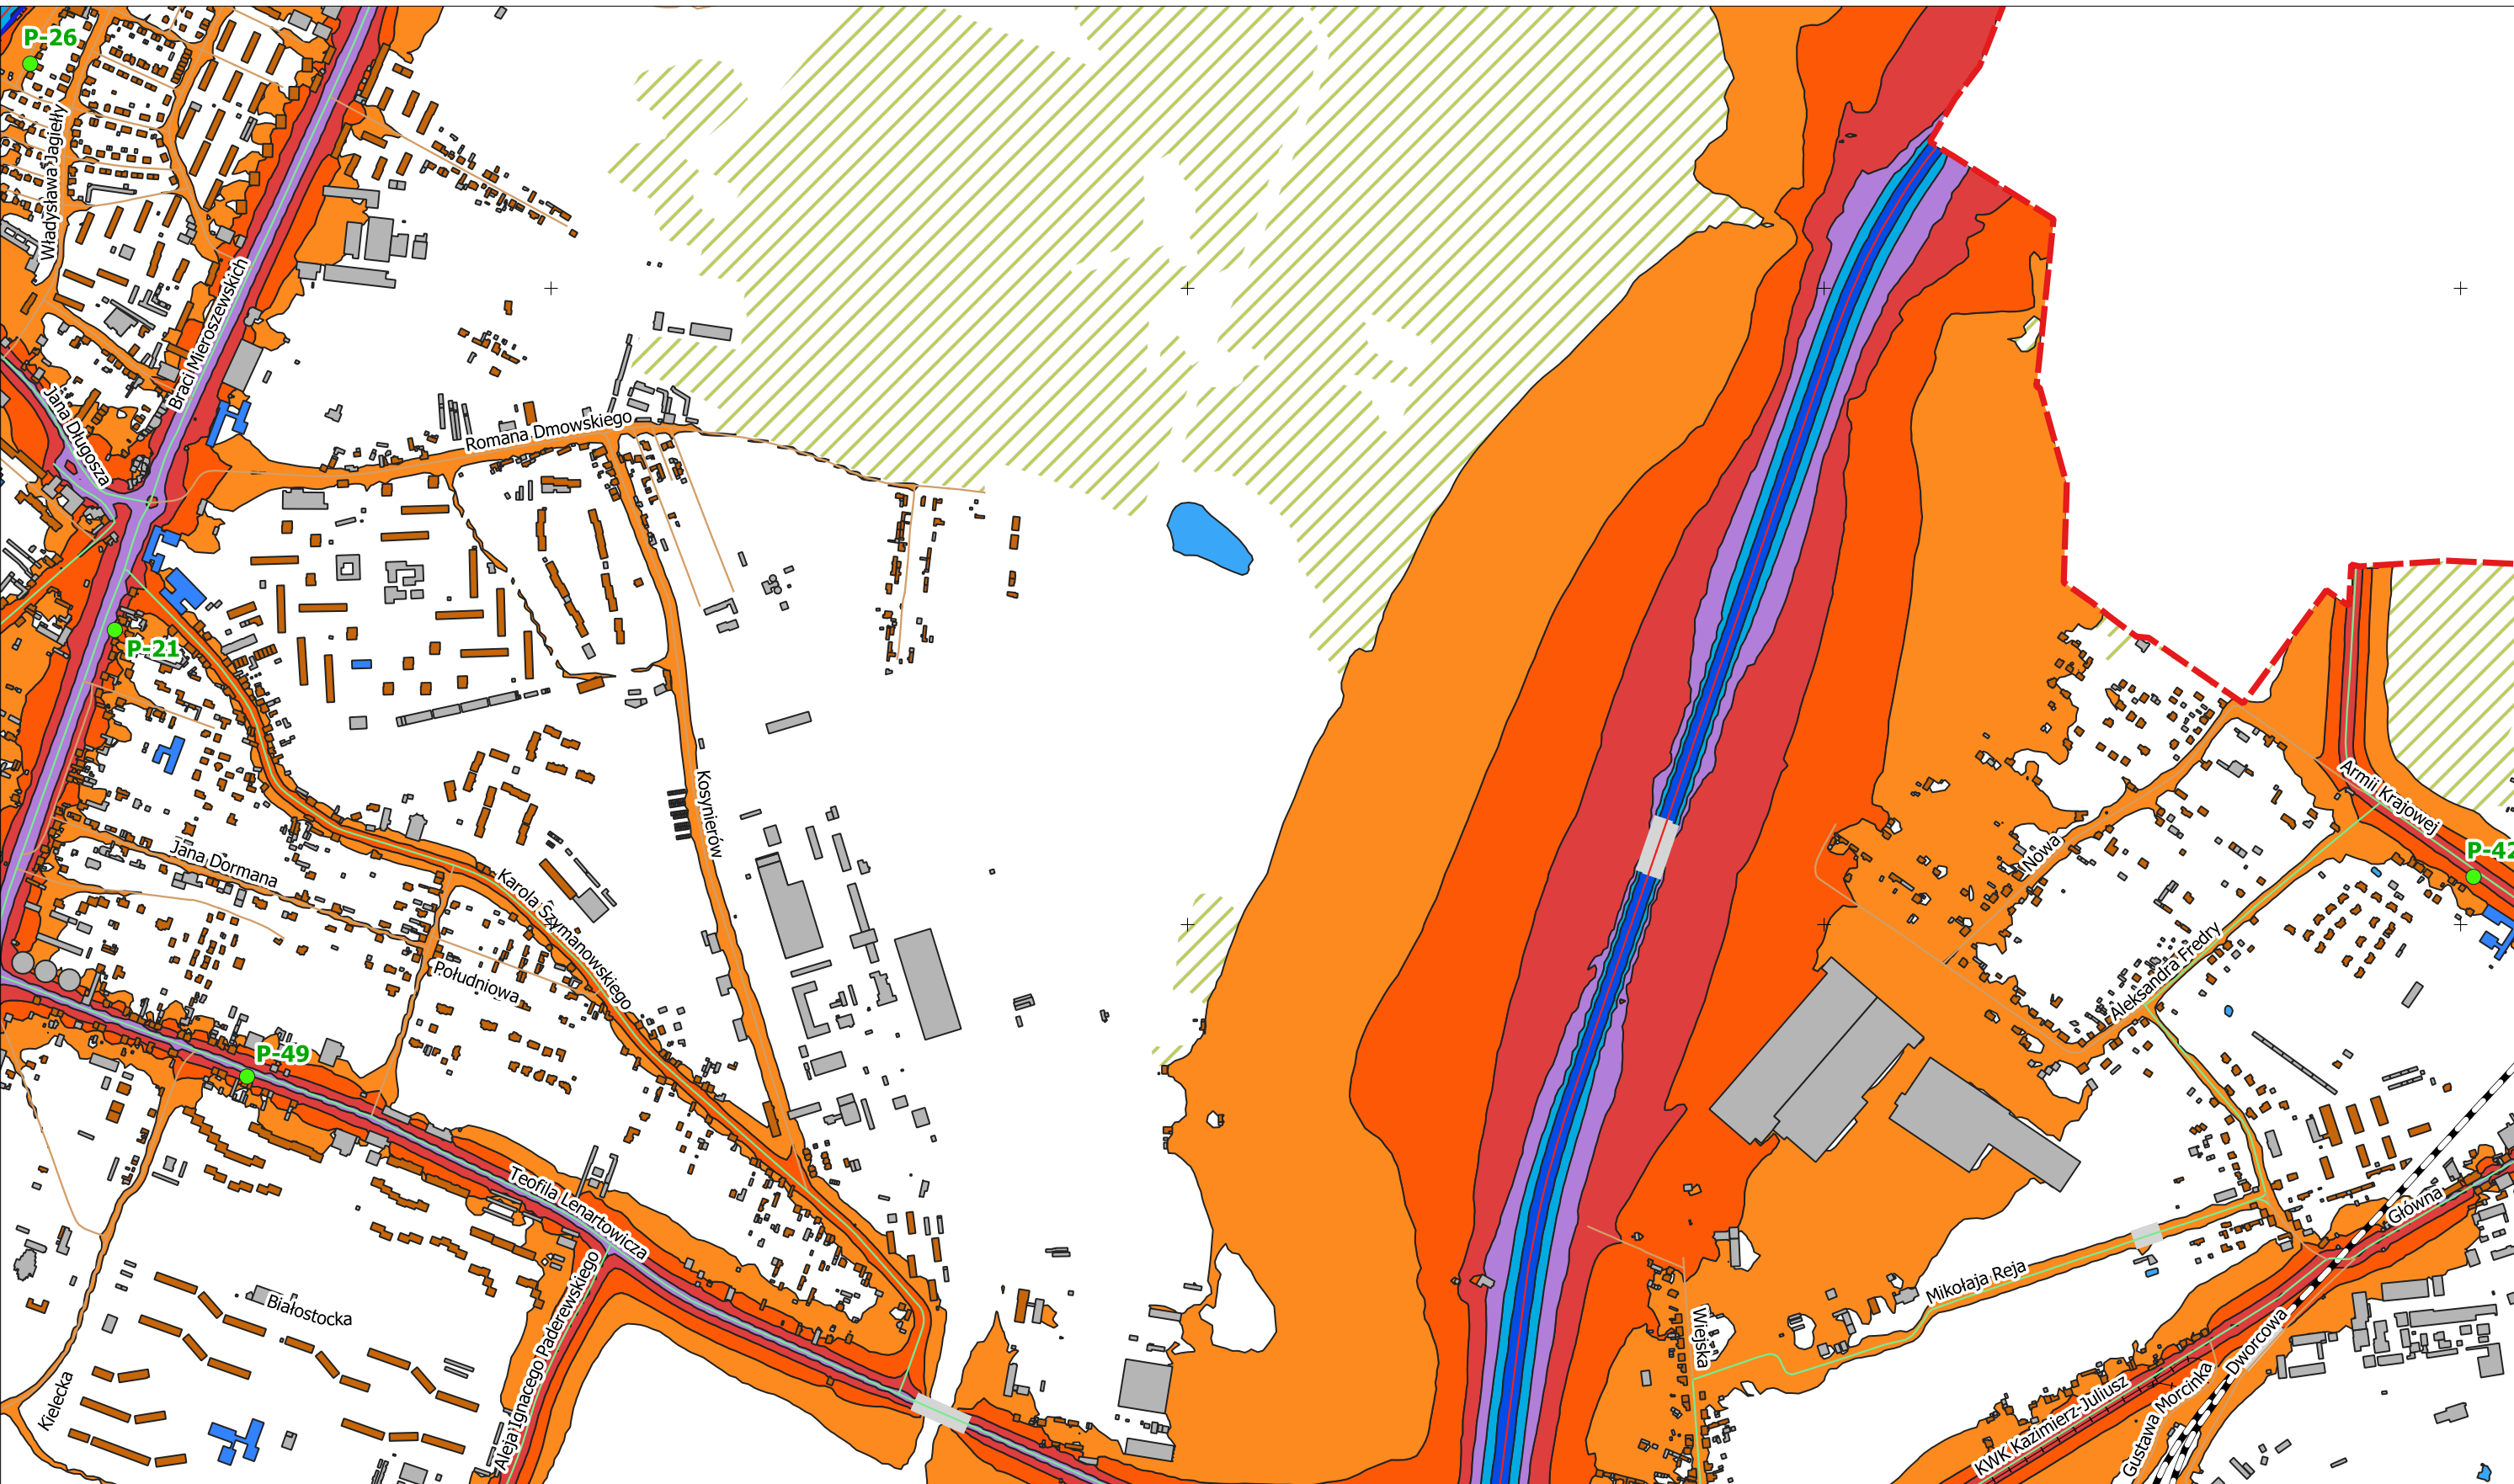 P-26
Władysława Jagiełły
Braci Mieroszewskich
Jana Długosza
Romana Dmowskiego
P-21
Kosynierów
Armii Krajowej
P-42
Nowa
Jana Dormana
Karola Szymanowskiego
Południowa
Aleksandra Fredry
P-49
Teofila Lenartowicza
Główna
Aleja Ignacego Paderewskiego
Białostocka
Mikołaja Reja
Wiejska
Dworcowa
Kielecka
KWK Kazimierz-Juliusz
Gustawa Morcinka